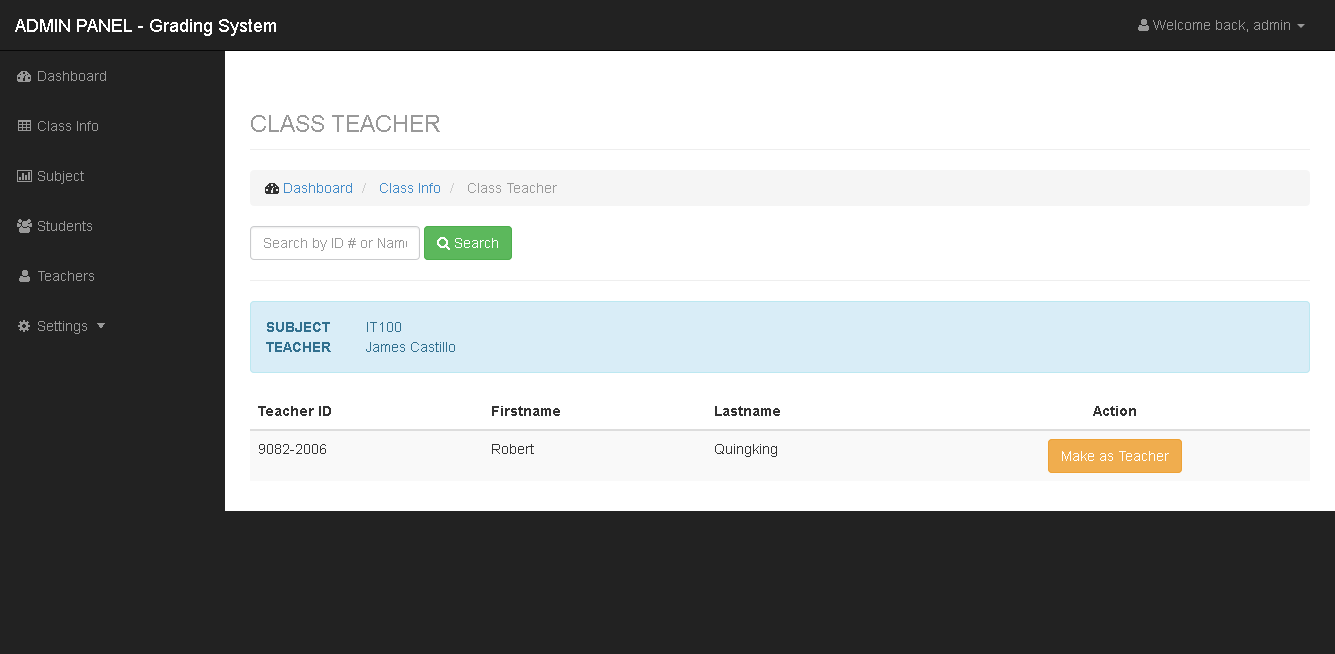 ADMIN PANEL - Grading System
Welcome back, admin
Dashboard
Class Info
Subject
Students
Teachers
Settings
CLASS TEACHER
Dashboard / Class Info / Class Teacher
Search by ID # or Name
Search
SUBJECT IT100
TEACHER James Castillo
Teacher ID Firstname Lastname Action
9082-2006 Robert Quingking Make as Teacher